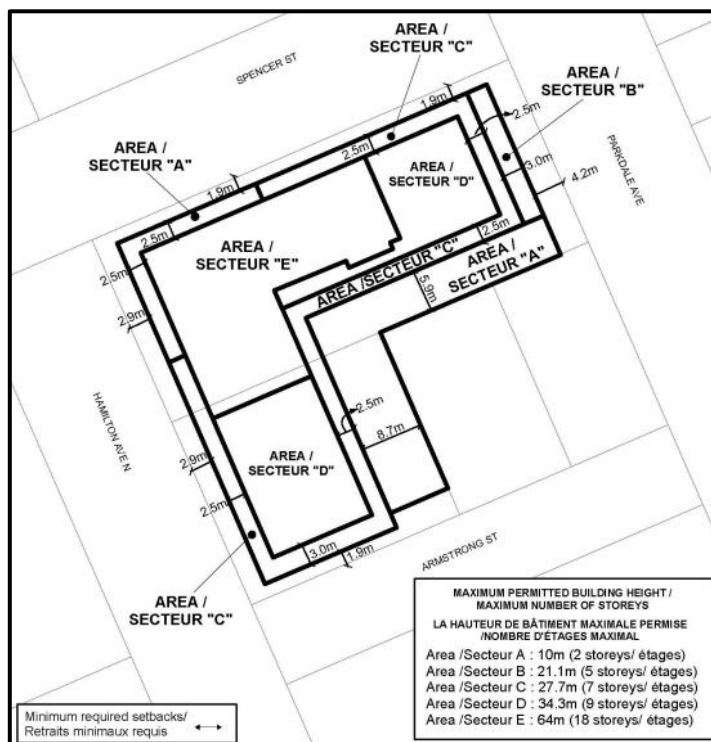 SPENCER ST
AREA /
SECTEUR "C"
AREA /
SECTEUR "B"
1.9m
2.5m
2.5m
AREA /
SECTEUR "A"
1.9m
AREA /
SECTEUR "D"
3.0m
4.2m
PARKDALE AVE
2.5m
AREA /
SECTEUR "E"
2.5m
2.5m
AREA /SECTEUR "C"
AREA /
SECTEUR "A"
5.9m
2.9m
HAMILTON AVE N
2.5m
8.7m
AREA /
SECTEUR "D"
2.9m
2.5m
3.0m
1.9m
ARMSTRONG ST
AREA /
SECTEUR "C"
MAXIMUM PERMITTED BUILDING HEIGHT /
MAXIMUM NUMBER OF STOREYS
LA HAUTEUR DE BÂTIMENT MAXIMALE PERMISE
/NOMBRE D'ÉTAGES MAXIMAL
Area /Secteur A : 10m (2 storeys/ étages)
Area /Secteur B : 21.1m (5 storeys/ étages)
Area /Secteur C : 27.7m (7 storeys/ étages)
Area /Secteur D : 34.3m (9 storeys/ étages)
Area /Secteur E : 64m (18 storeys/ étages)
Minimum required setbacks/
Retraits minimaux requis